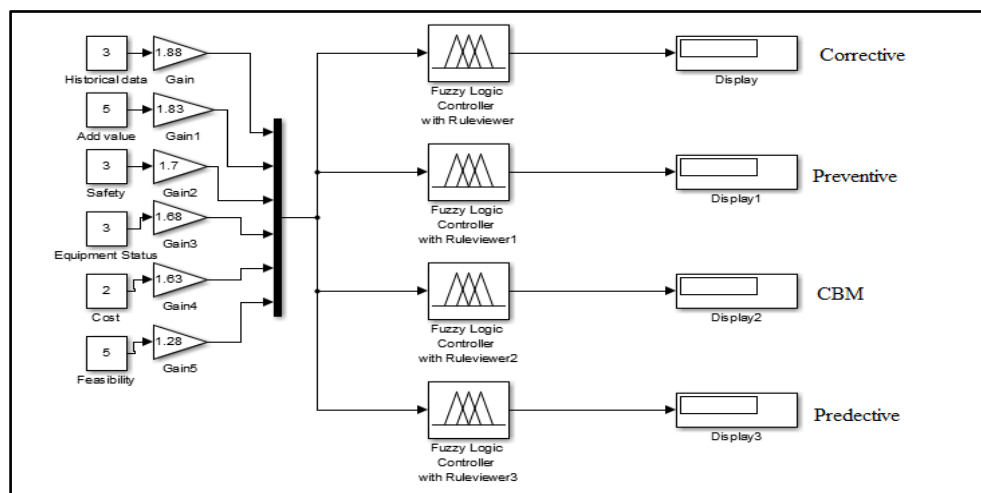 3
1.88
Historical data
Gain
5
1.83
Add value
Gain1
3
1.7
Safety
Gain2
3
1.68
Equipment Status
Gain3
2
1.63
Cost
Gain4
5
1.28
Feasibility
Gain5
Fuzzy Logic
Controller
with Ruleviewer
Display
Corrective
Fuzzy Logic
Controller
with Ruleviewer1
Display1
Preventive
Fuzzy Logic
Controller
with Ruleviewer2
Display2
CBM
Fuzzy Logic
Controller
with Ruleviewer3
Display3
Predective